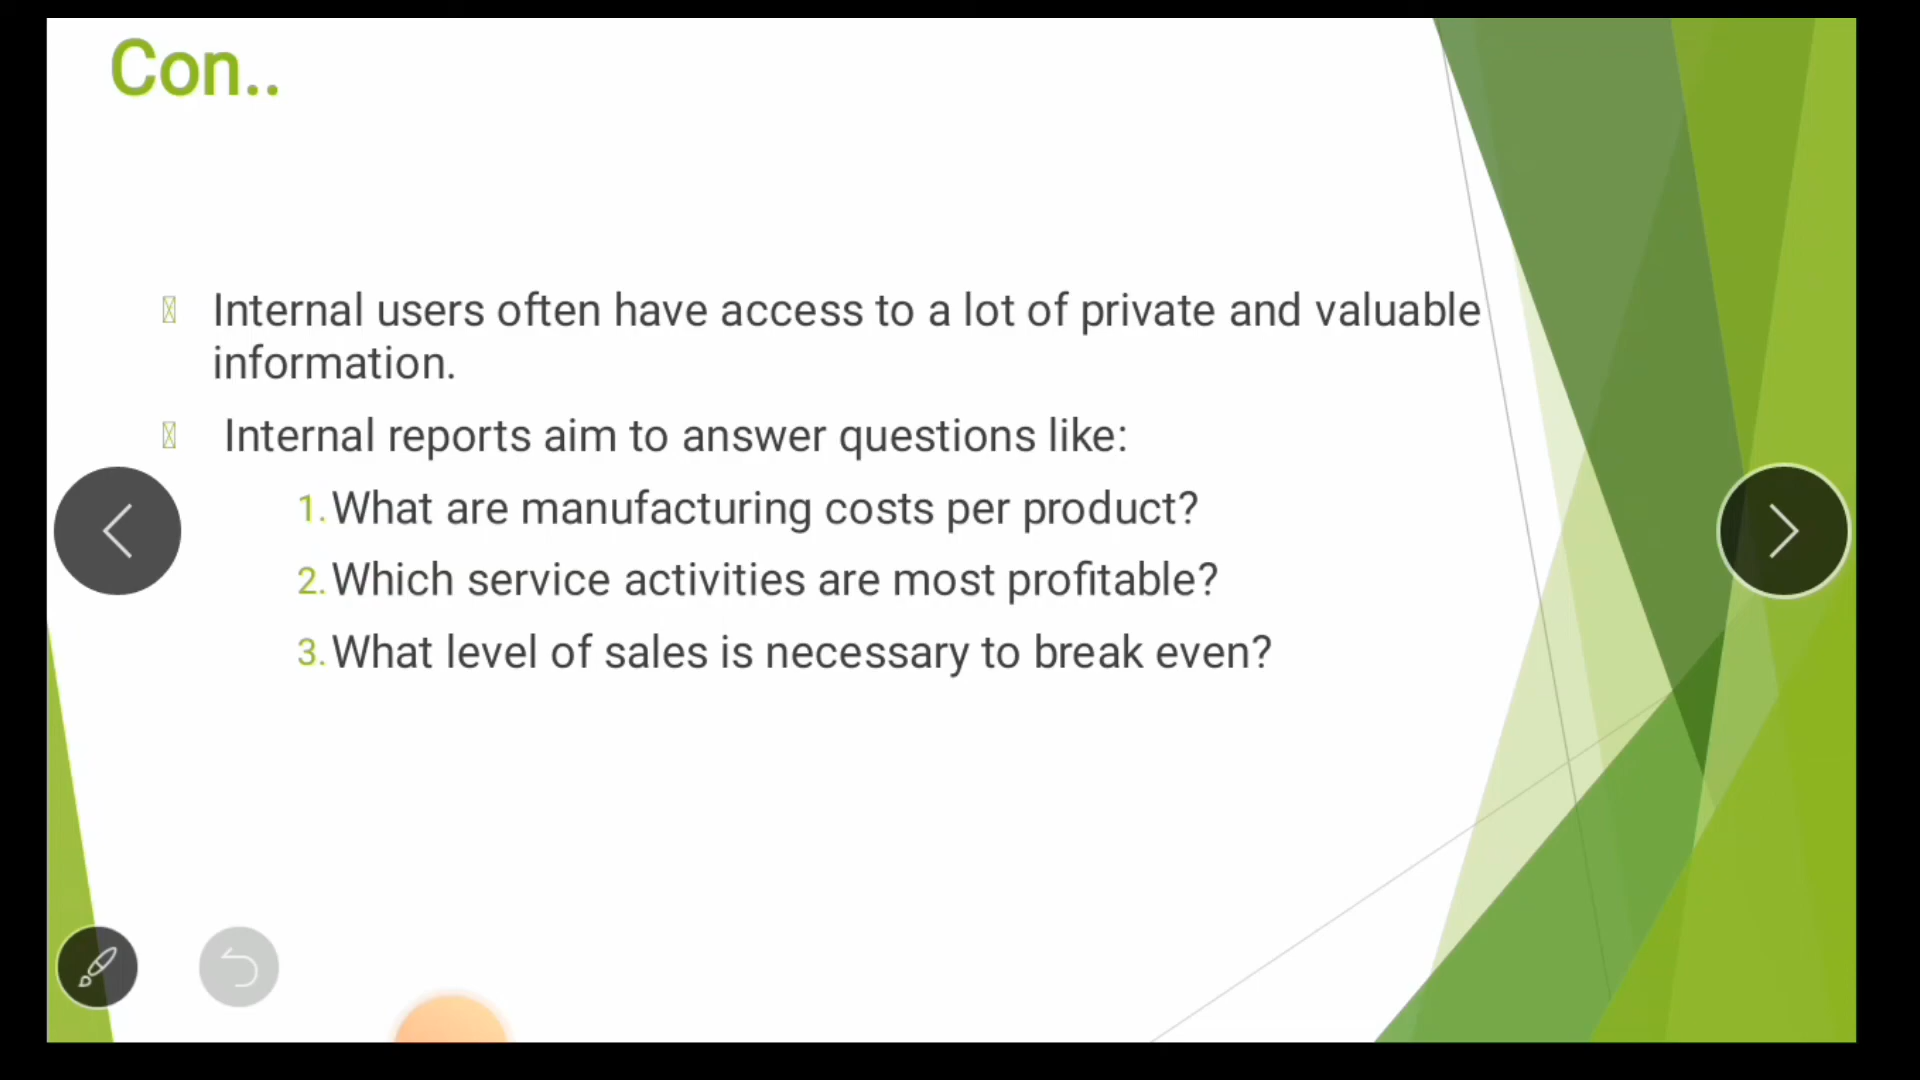 Con..
Internal users often have access to a lot of private and valuable
information.
Internal reports aim to answer questions like:
1. What are manufacturing costs per product?
2. Which service activities are most profitable?
3. What level of sales is necessary to break even?